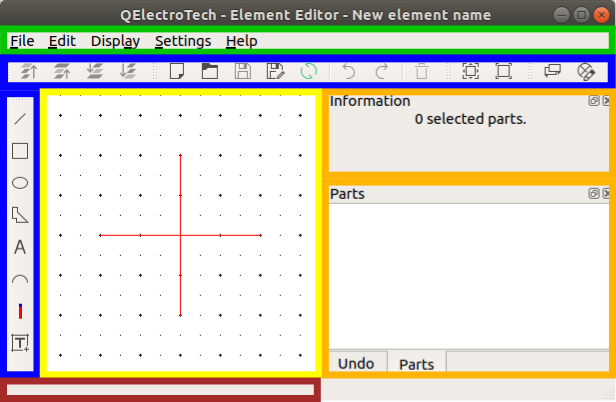 QElectroTech - Element Editor - New element name
File Edit Display Settings Help
Information
0 selected parts.
Parts
A
T
Undo Parts